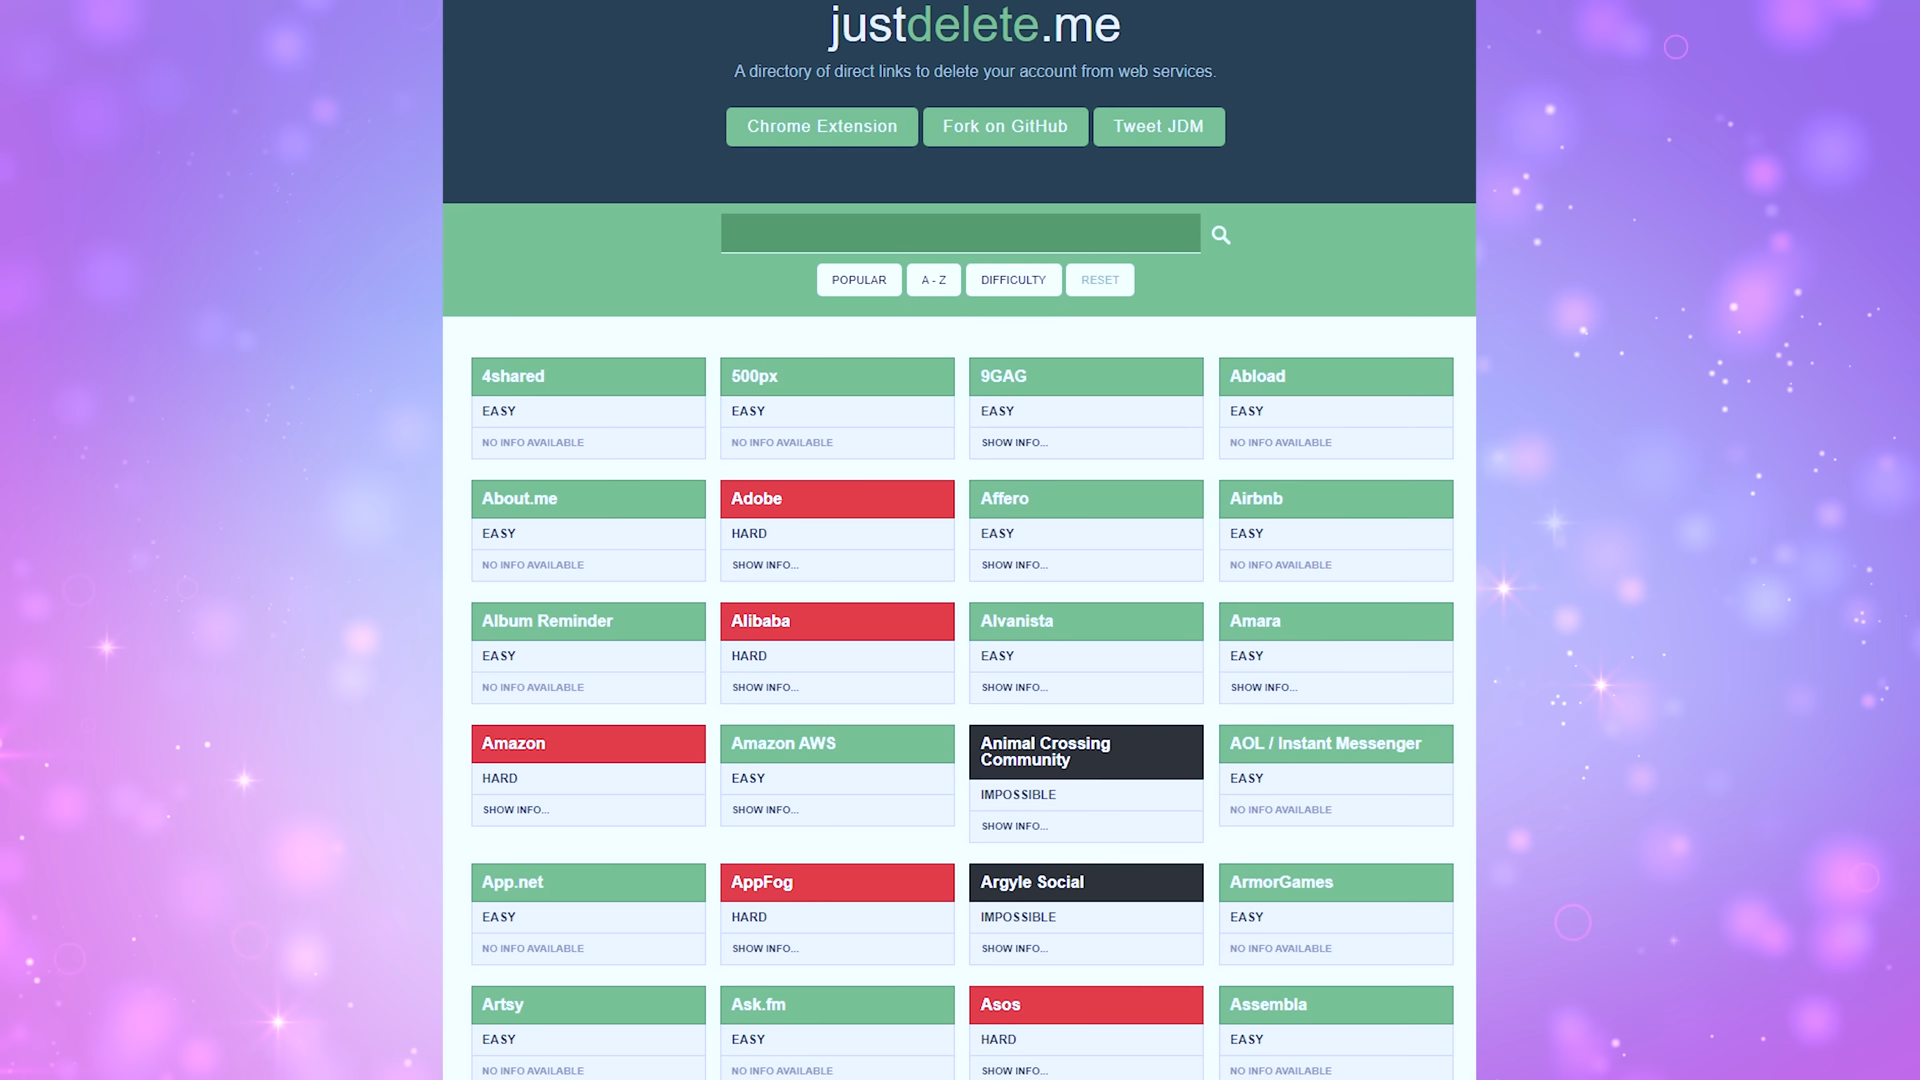 justdelete.me
A directory of direct links to delete your account from web services.
Chrome Extension Fork on GitHub Tweet JDM
POPULAR A - Z DIFFICULTY RESET
4shared 500px 9GAG Abload
EASY EASY EASY EASY
NO INFO AVAILABLE NO INFO AVAILABLE SHOW INFO... NO INFO AVAILABLE
About.me Adobe Affero Airbnb
EASY HARD EASY EASY
NO INFO AVAILABLE SHOW INFO... SHOW INFO... NO INFO AVAILABLE
Album Reminder Alibaba Alvanista Amara
EASY HARD EASY EASY
NO INFO AVAILABLE SHOW INFO... SHOW INFO... SHOW INFO...
Amazon Amazon AWS Animal Crossing AOL / Instant Messenger
Community
HARD EASY IMPOSSIBLE EASY
SHOW INFO... SHOW INFO... SHOW INFO... NO INFO AVAILABLE
App.net AppFog Argyle Social ArmorGames
EASY HARD IMPOSSIBLE EASY
NO INFO AVAILABLE SHOW INFO... SHOW INFO... NO INFO AVAILABLE
Artsy Ask.fm Asos Assembla
EASY EASY HARD EASY
NO INFO AVAILABLE NO INFO AVAILABLE SHOW INFO... NO INFO AVAILABLE